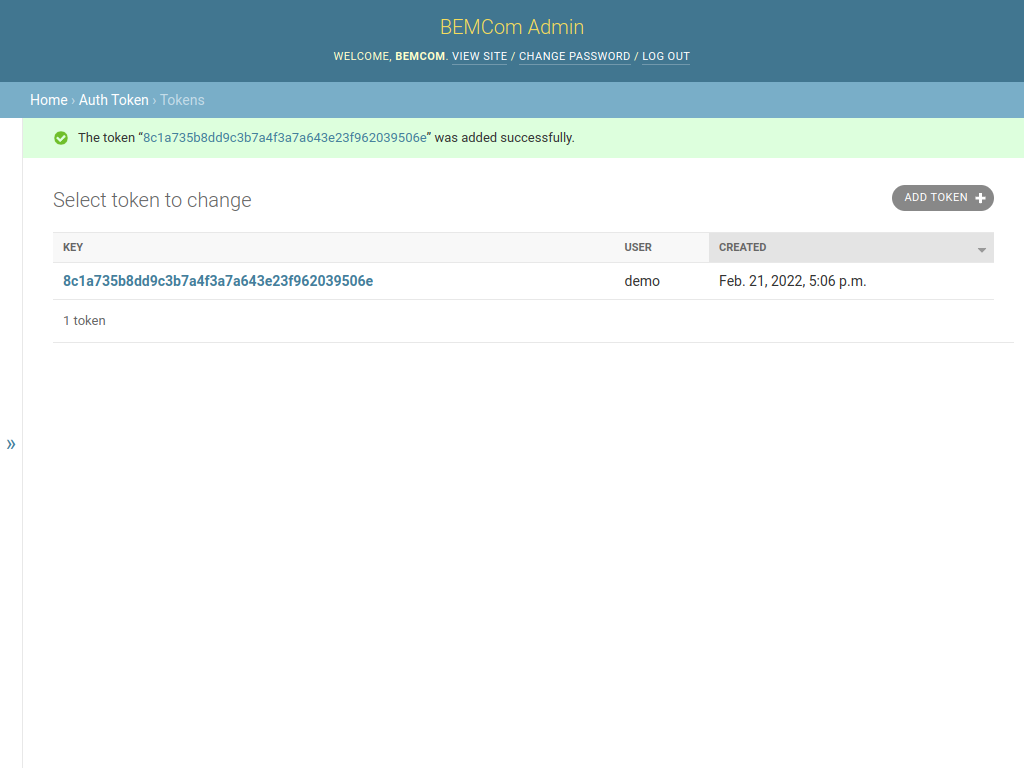 BEMCom Admin
WELCOME, BEMCOM. VIEW SITE / CHANGE PASSWORD / LOG OUT
Home › Auth Token › Tokens
The token “8c1a735b8dd9c3b7a4f3a7a643e23f962039506e” was added successfully.
Select token to change
ADD TOKEN
KEY USER CREATED
8c1a735b8dd9c3b7a4f3a7a643e23f962039506e demo Feb. 21, 2022, 5:06 p.m.
1 token
»